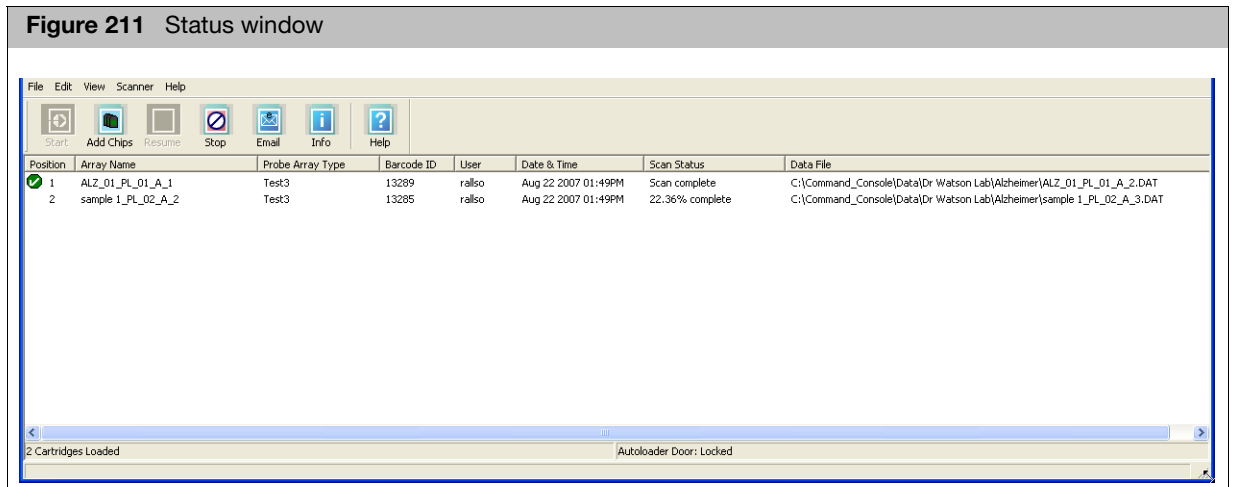 Figure 211 Status window
File Edit View Scanner Help
Start Add Chips Resume Stop Email Info Help
Position Array Name Probe Array Type Barcode ID User Date & Time Scan Status Data File
1 ALZ_01_PL_01_A_1 Test3 13289 rallso Aug 22 2007 01:49PM Scan complete C:\Command_Console\Data\Dr Watson Lab\Alzheimer\ALZ_01_PL_01_A_2.DAT
2 sample 1_PL_02_A_2 Test3 13285 rallso Aug 22 2007 01:49PM 22.36% complete C:\Command_Console\Data\Dr Watson Lab\Alzheimer\sample 1_PL_02_A_3.DAT
2 Cartridges Loaded Autoloader Door: Locked